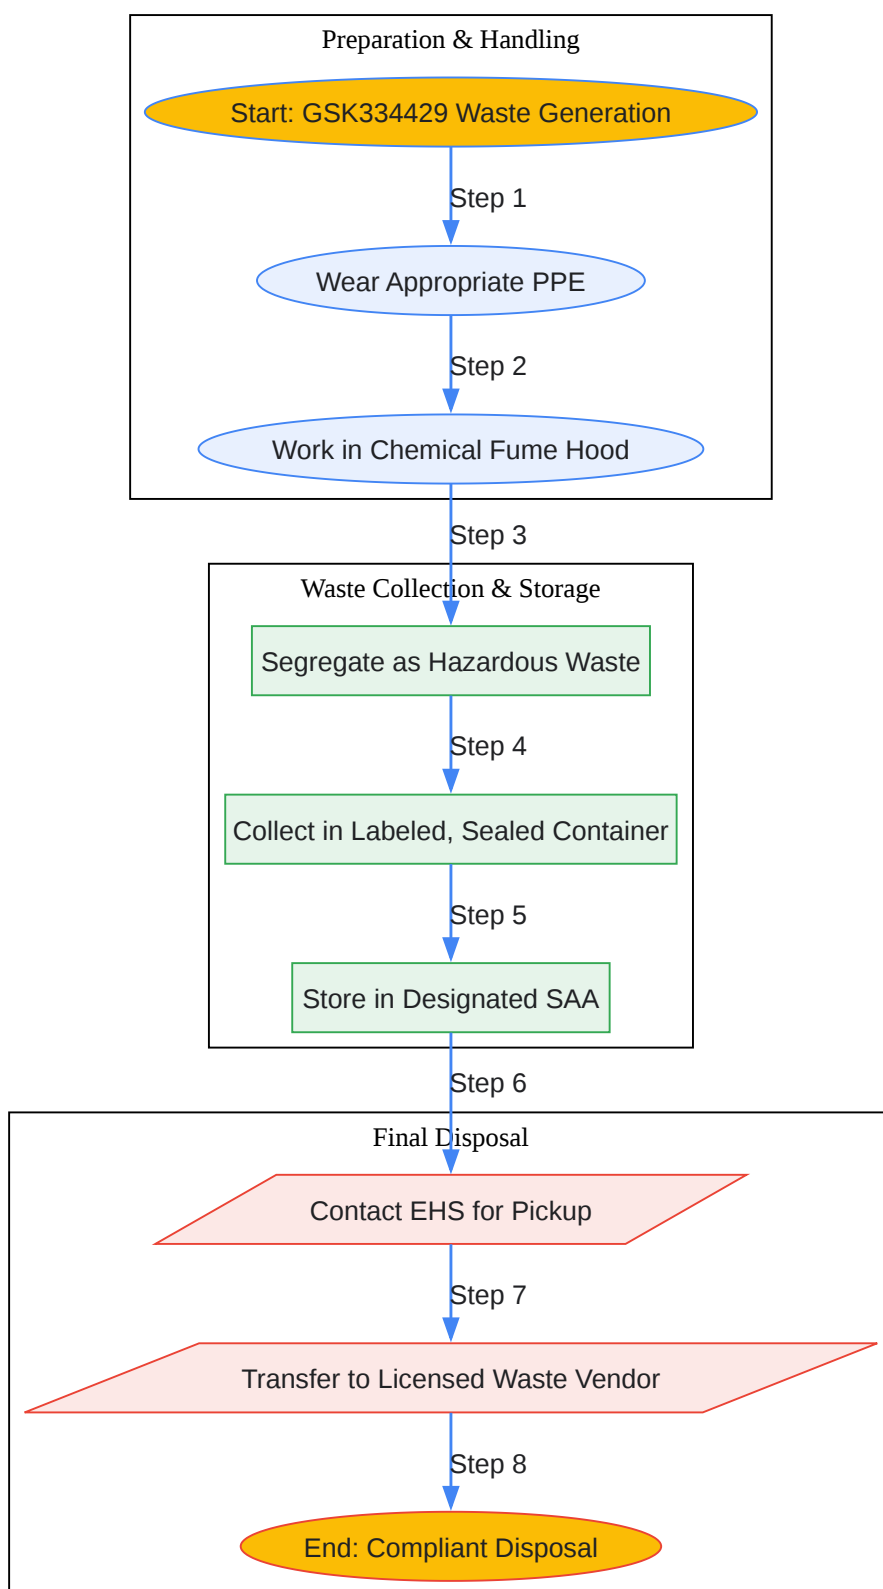 Preparation & Handling
Start: GSK334429 Waste Generation
Step 1
Wear Appropriate PPE
Step 2
Work in Chemical Fume Hood
Step 3
Waste Collection & Storage
Segregate as Hazardous Waste
Step 4
Collect in Labeled, Sealed Container
Step 5
Store in Designated SAA
Step 6
Final Disposal
Contact EHS for Pickup
Step 7
Transfer to Licensed Waste Vendor
Step 8
End: Compliant Disposal